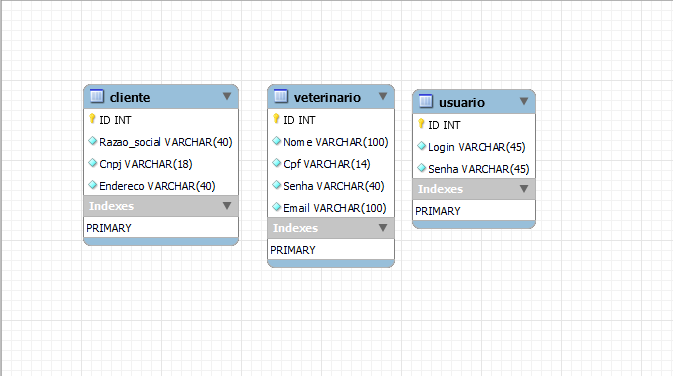 cliente
ID INT
Razao_social VARCHAR(40)
Cnpj VARCHAR(18)
Endereco VARCHAR(40)
Indexes
PRIMARY
veterinario
ID INT
Nome VARCHAR(100)
Cpf VARCHAR(14)
Senha VARCHAR(40)
Email VARCHAR(100)
Indexes
PRIMARY
usuario
ID INT
Login VARCHAR(45)
Senha VARCHAR(45)
Indexes
PRIMARY